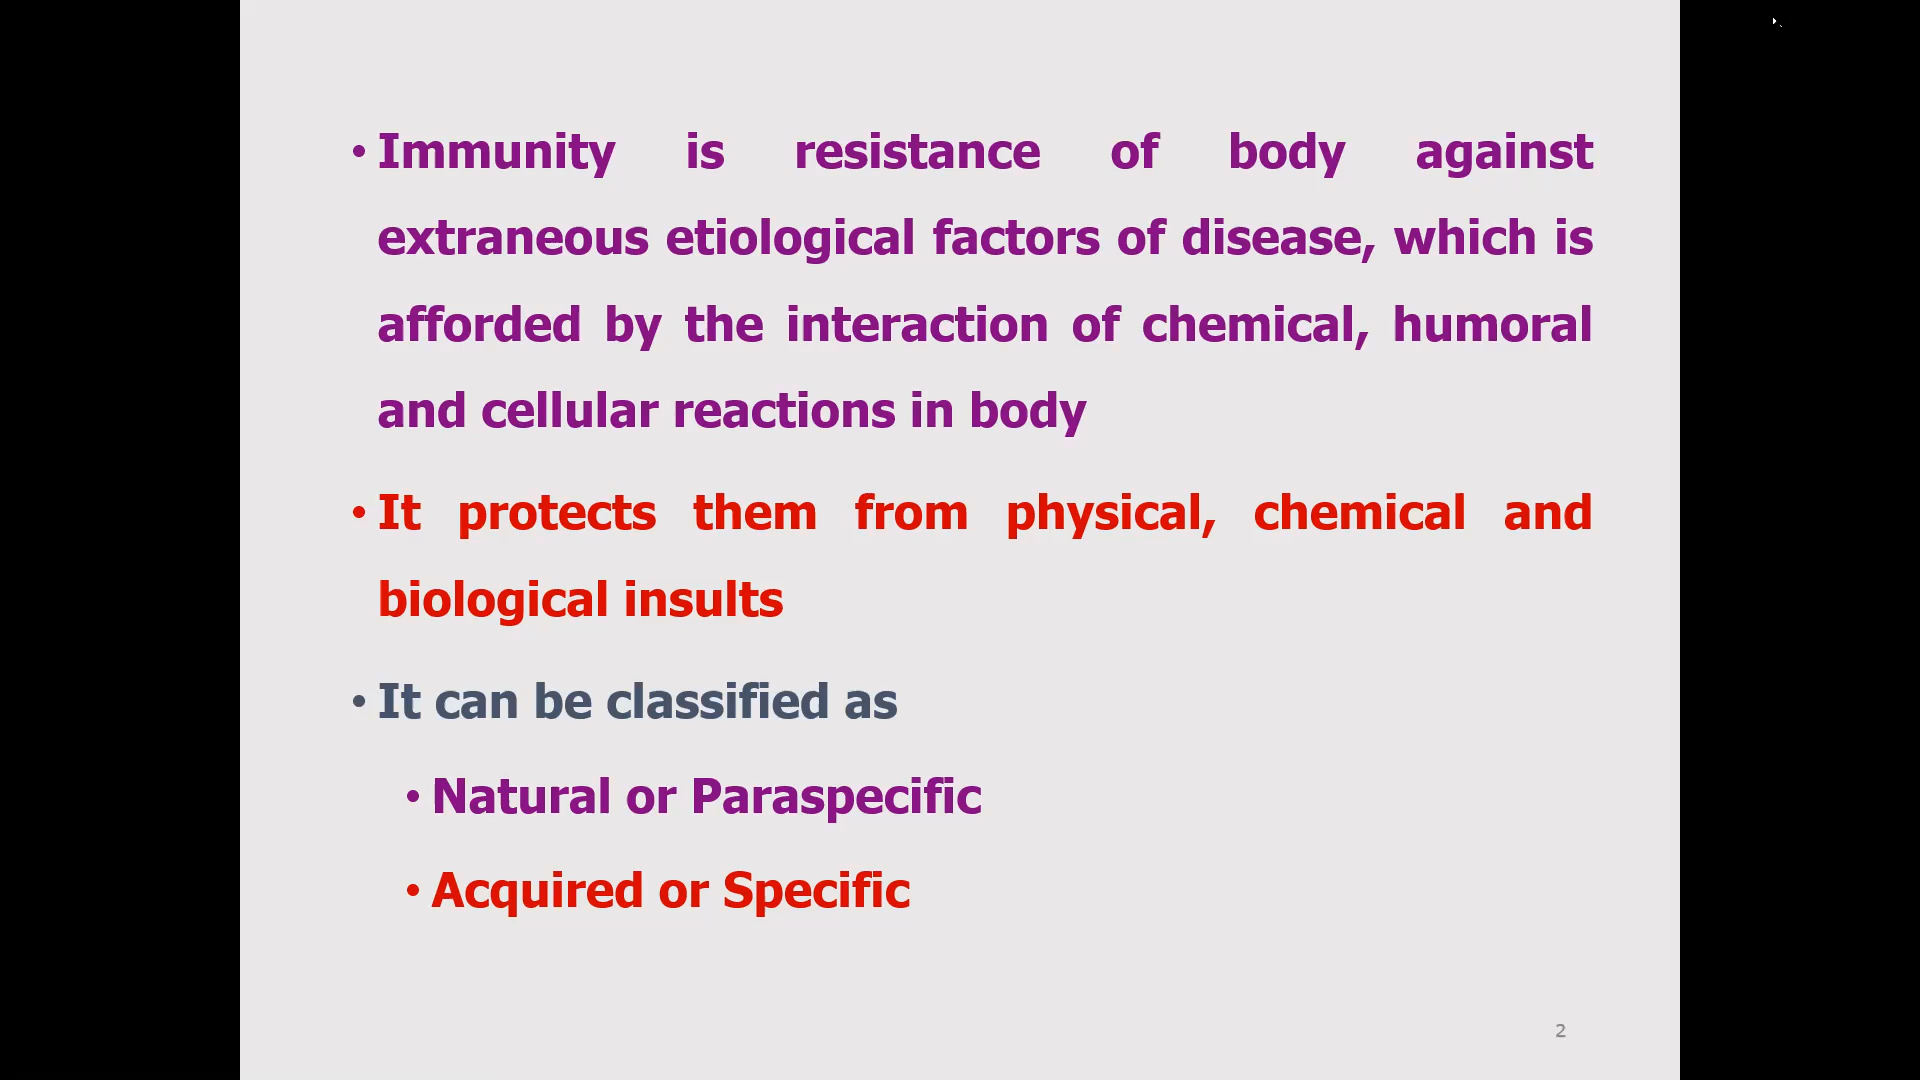 • Immunity is resistance of body against
extraneous etiological factors of disease, which is
afforded by the interaction of chemical, humoral
and cellular reactions in body
• It protects them from physical, chemical and
biological insults
• It can be classified as
• Natural or Paraspecific
• Acquired or Specific
2